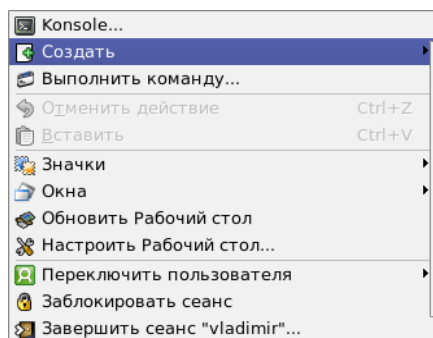 Konsole...
Создать
Выполнить команду...
Отменить действие Ctrl+Z
Вставить Ctrl+V
Значки
Окна
Обновить Рабочий стол
Настроить Рабочий стол...
Переключить пользователя
Заблокировать сеанс
Завершить сеанс "vladimir"...